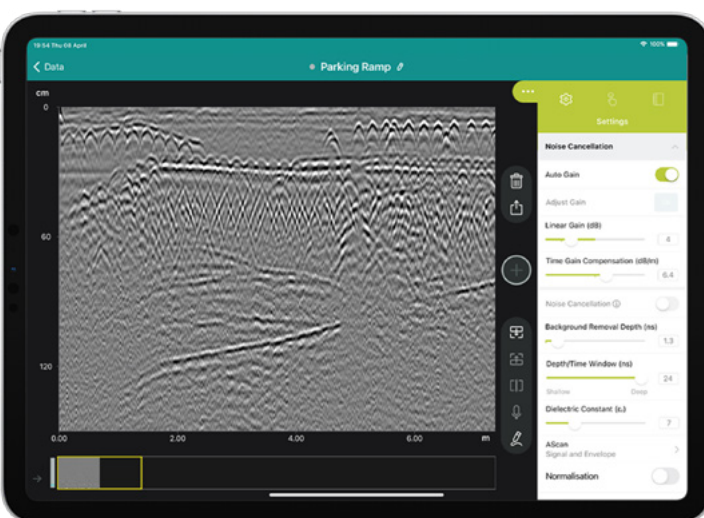 19:54 Thu 08 April
100%
Data
Parking Ramp
cm
0
60
120
0.00 2.00 4.00 6.00 m
Settings
Noise Cancellation
Auto Gain
Adjust Gain
Linear Gain (dB)
4
Time Gain Compensation (dB/m)
6.4
Noise Cancellation
Background Removal Depth (ns)
1.3
Depth/Time Window (ns)
24
Shallow Deep
Dielectric Constant (εᵣ)
7
AScan
Signal and Envelope
Normalisation